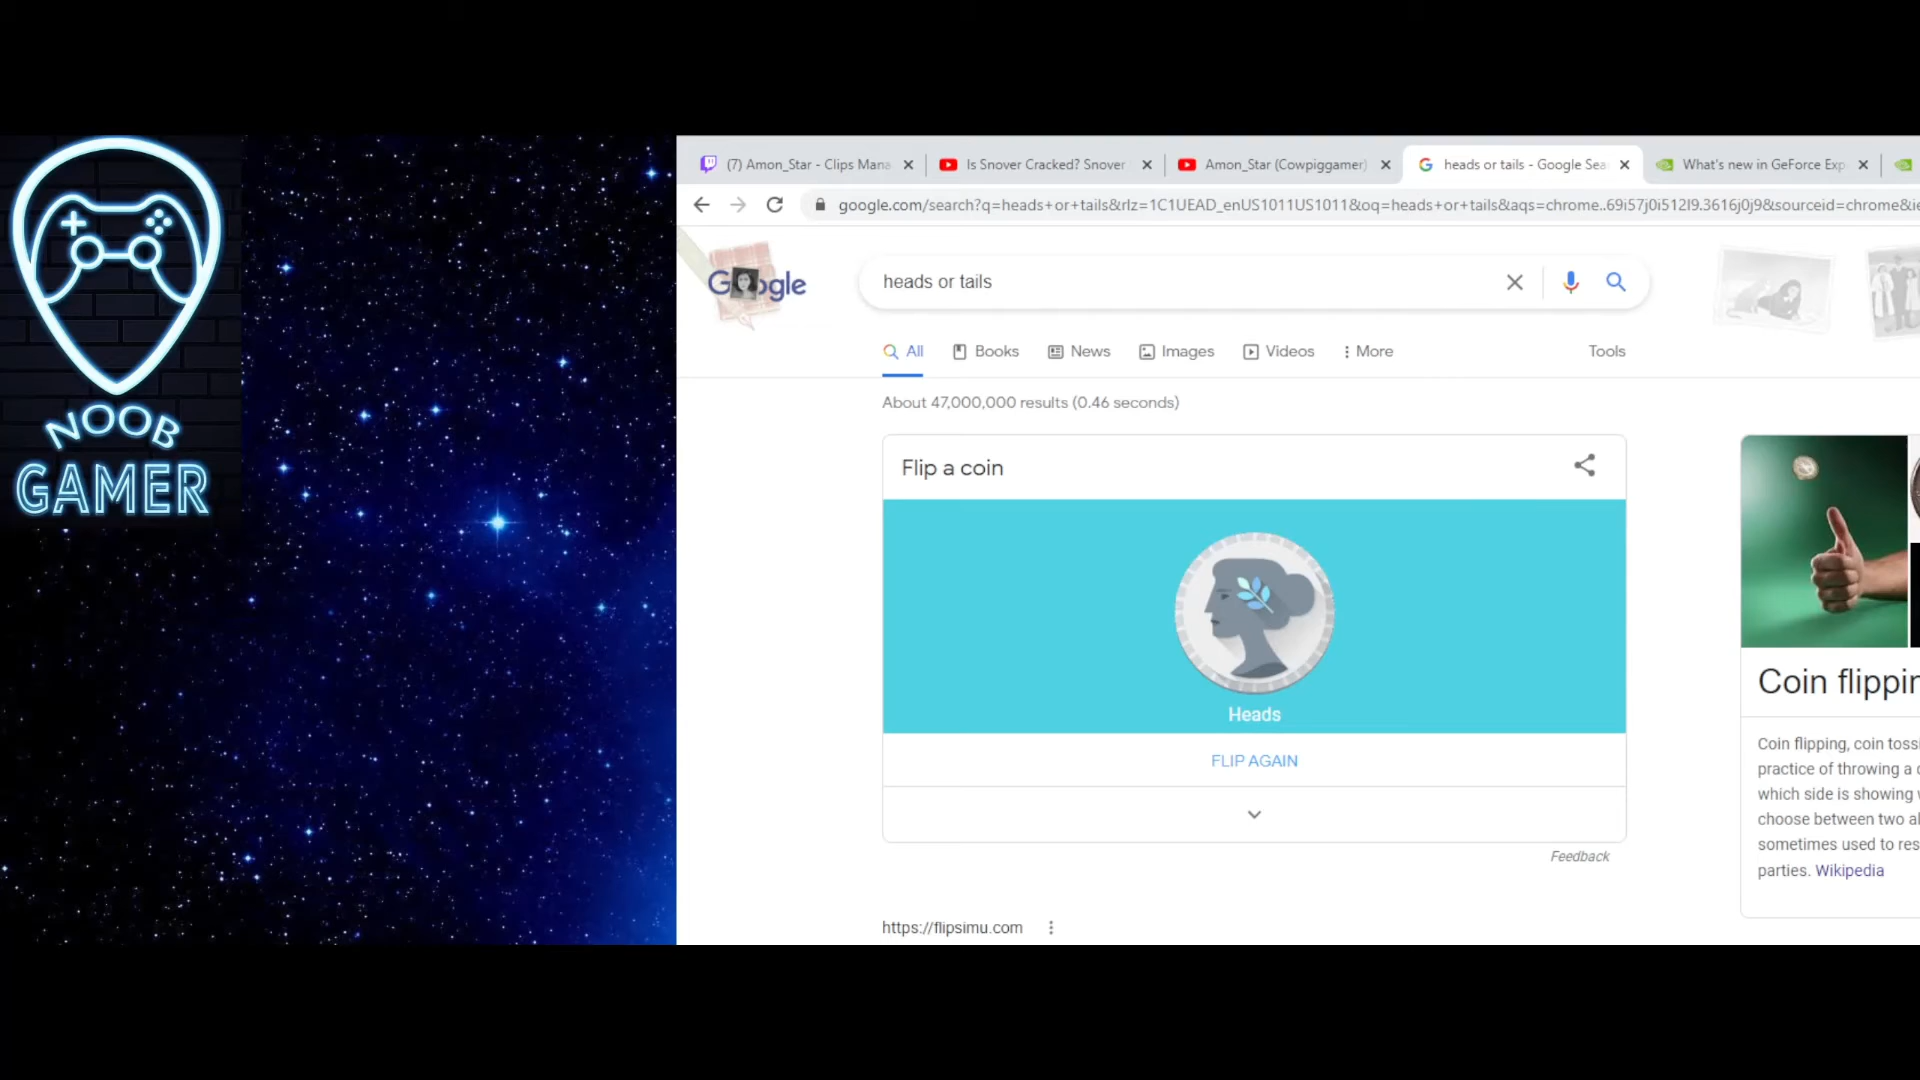 NOOB
GAMER
(7) Amon_Star - Clips Mana
Is Snover Cracked? Snover
Amon_Star (Cowpiggamer)
heads or tails - Google Sea
What's new in GeForce Exp
google.com/search?q=heads+or+tails&rlz=1C1UEAD_enUS1011US1011&oq=heads+or+tails&aqs=chrome..69i57j0i512l9.3616j0j9&sourceid=chrome&ie
Google
heads or tails
All
Books
News
Images
Videos
More
Tools
About 47,000,000 results (0.46 seconds)
Flip a coin
Heads
FLIP AGAIN
Feedback
https://flipsimu.com
Coin flippin
Coin flipping, coin tossi
practice of throwing a c
which side is showing w
choose between two al
sometimes used to res
parties. Wikipedia